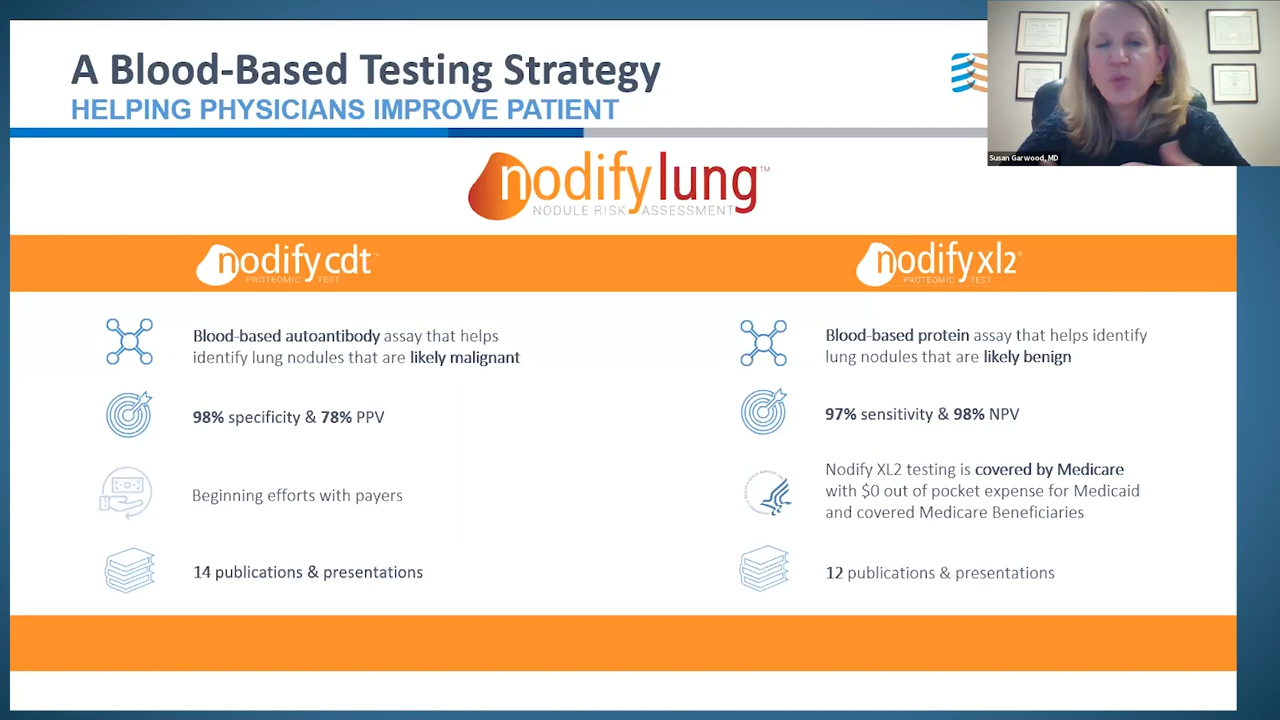 A Blood-Based Testing Strategy
HELPING PHYSICIANS IMPROVE PATIENT
Susan Garwood, MD
nodifylung™
NODULE RISK ASSESSMENT
nodifycdt™
PROTEOMIC TEST
nodifyxl2®
PROTEOMIC TEST
Blood-based autoantibody assay that helps
identify lung nodules that are likely malignant
98% specificity & 78% PPV
Beginning efforts with payers
14 publications & presentations
Blood-based protein assay that helps identify
lung nodules that are likely benign
97% sensitivity & 98% NPV
Nodify XL2 testing is covered by Medicare
with $0 out of pocket expense for Medicaid
and covered Medicare Beneficiaries
12 publications & presentations